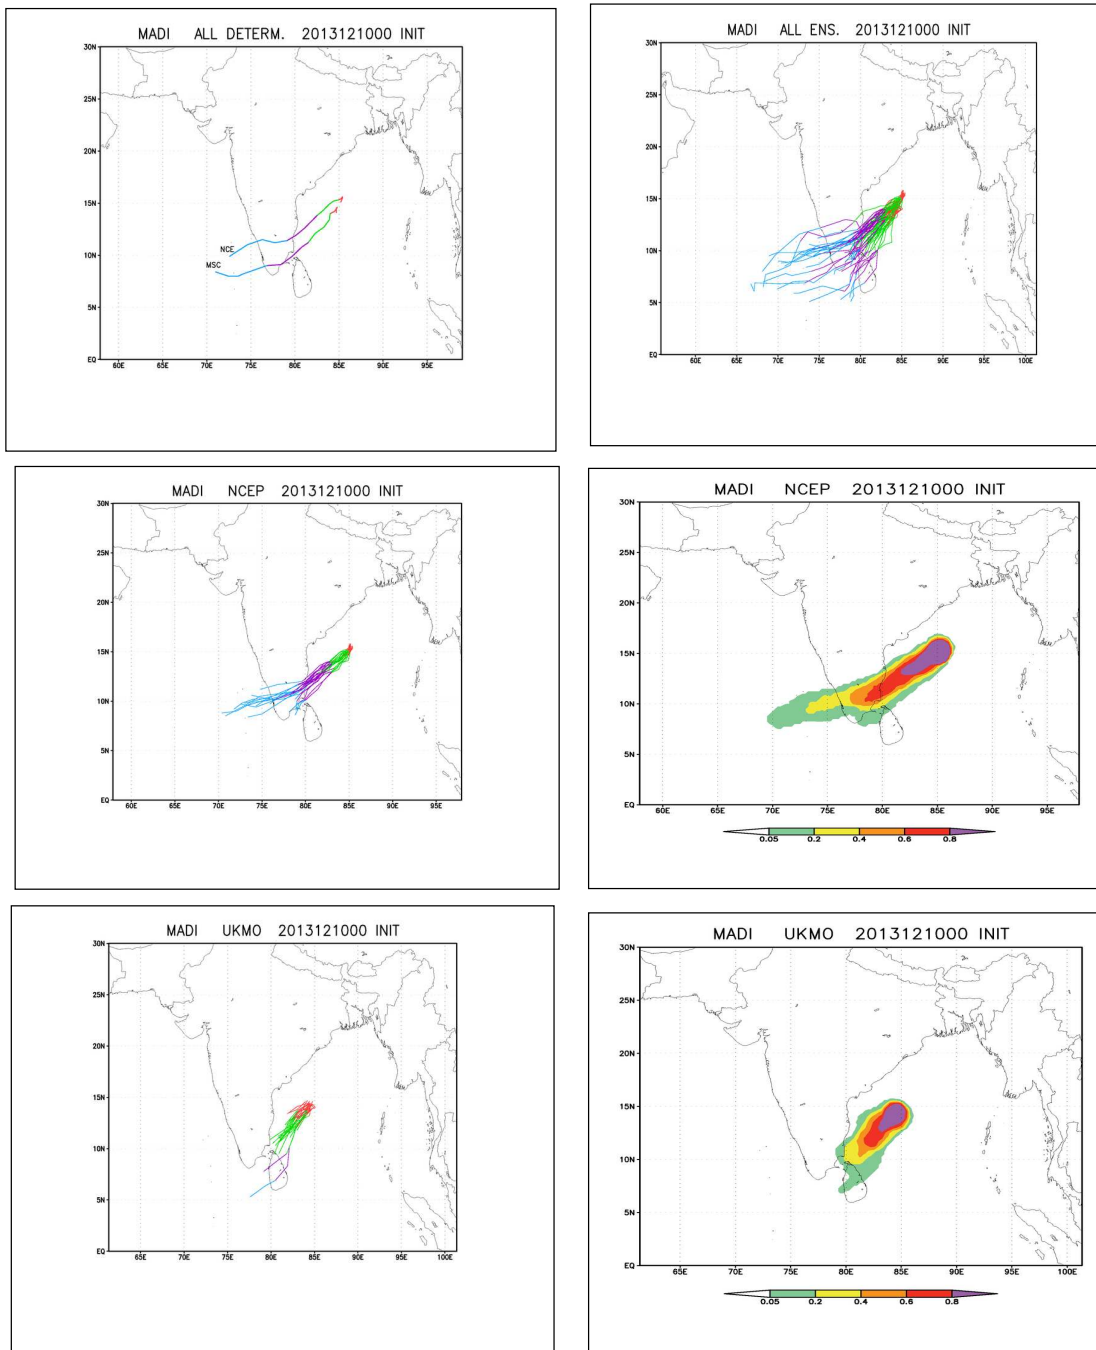 MADI ALL DETERM. 2013121000 INIT
30N
25N
20N
15N
10N
5N
EQ
NCE
MSC
60E 65E 70E 75E 80E 85E 90E 95E
MADI ALL ENS. 2013121000 INIT
30N
25N
20N
15N
10N
5N
EQ
60E 65E 70E 75E 80E 85E 90E 95E 100E
MADI NCEP 2013121000 INIT
30N
25N
20N
15N
10N
5N
EQ
60E 65E 70E 75E 80E 85E 90E 95E
MADI NCEP 2013121000 INIT
30N
25N
20N
15N
10N
5N
EQ
60E 65E 70E 75E 80E 85E 90E 95E
0.05 0.2 0.4 0.6 0.8
MADI UKMO 2013121000 INIT
30N
25N
20N
15N
10N
5N
EQ
65E 70E 75E 80E 85E 90E 95E 100E
MADI UKMO 2013121000 INIT
30N
25N
20N
15N
10N
5N
EQ
65E 70E 75E 80E 85E 90E 95E 100E
0.05 0.2 0.4 0.6 0.8